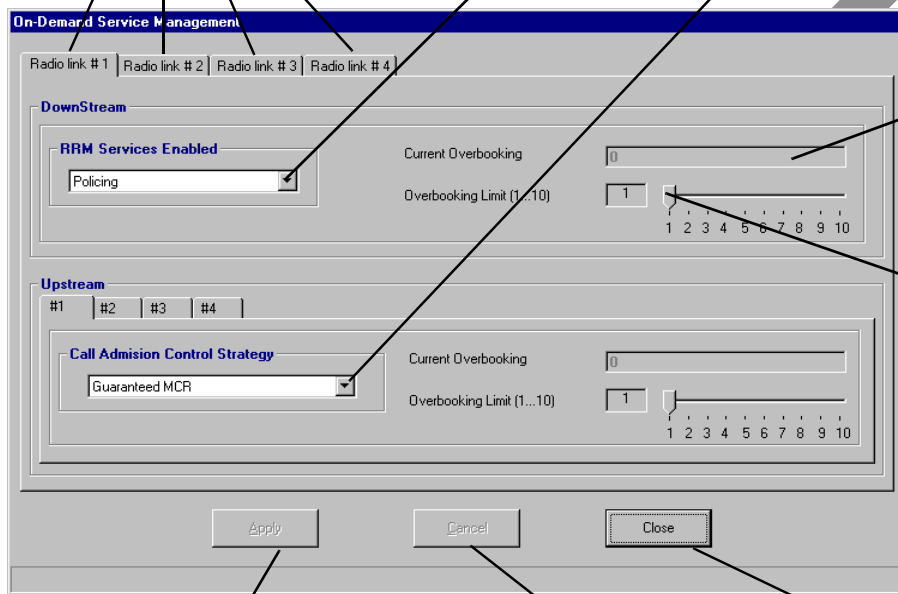 On-Demand Service Management
Radio link # 1 Radio link # 2 Radio link # 3 Radio link # 4
DownStream
RRM Services Enabled
Policing
Current Overbooking 0
Overbooking Limit (1...10) 1
1 2 3 4 5 6 7 8 9 10
Upstream
#1 #2 #3 #4
Call Admision Control Strategy
Guaranteed MCR
Current Overbooking 0
Overbooking Limit (1...10) 1
1 2 3 4 5 6 7 8 9 10
Apply Cancel Close